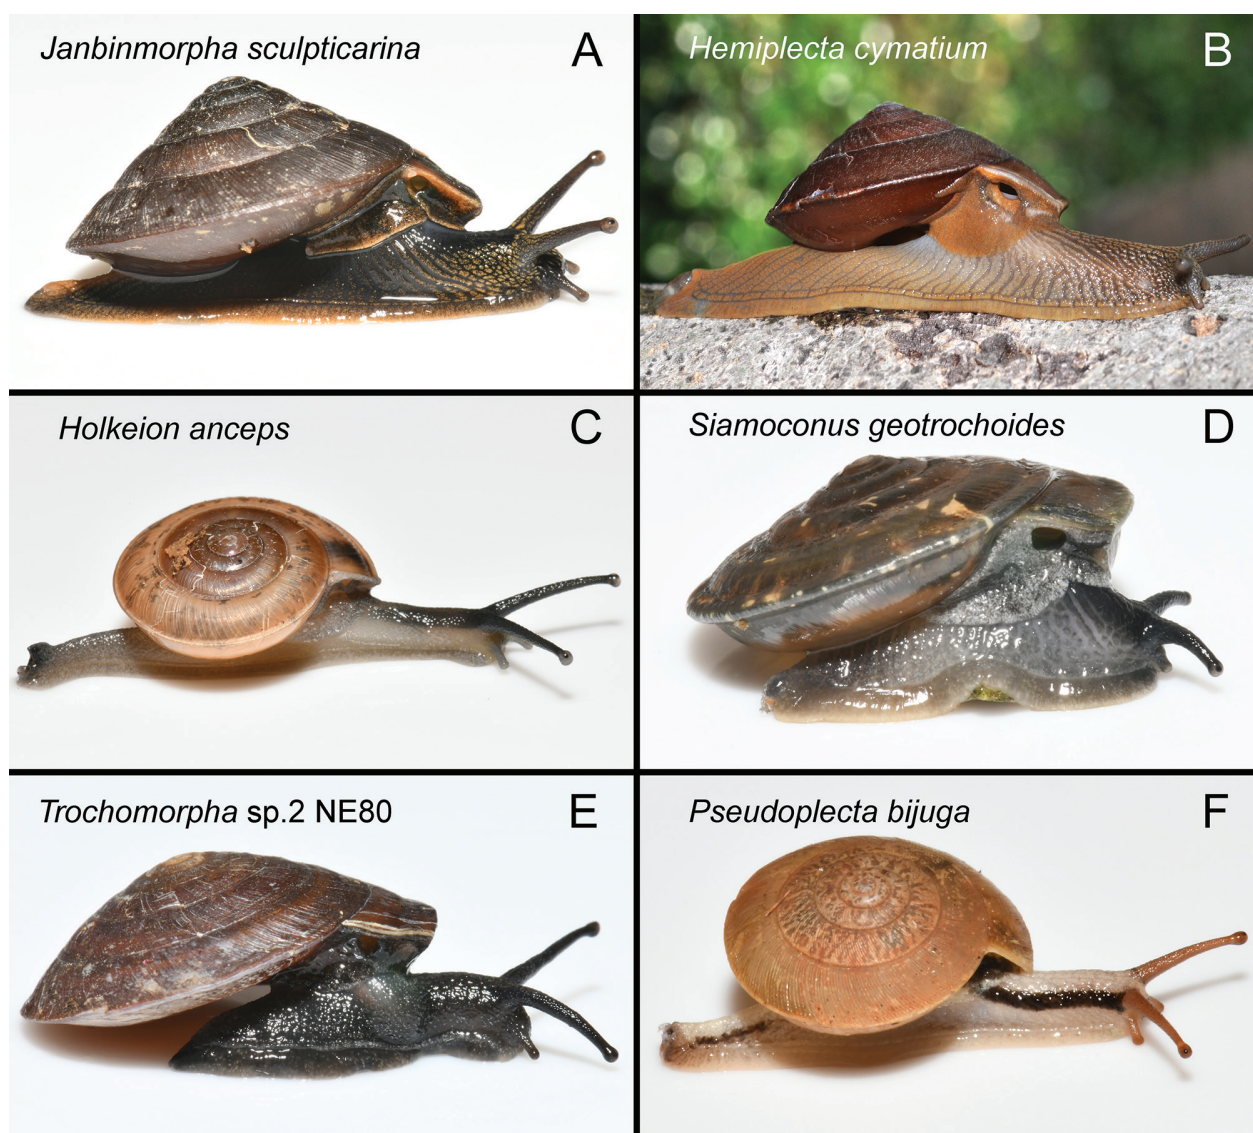 Janbinmorpha sculpticarina A
Hemiplecta cymatium B
Holkeion anceps C
Siamoconus geotrochoides D
Trochomorpha sp.2 NE80 E
Pseudoplecta bijuga F